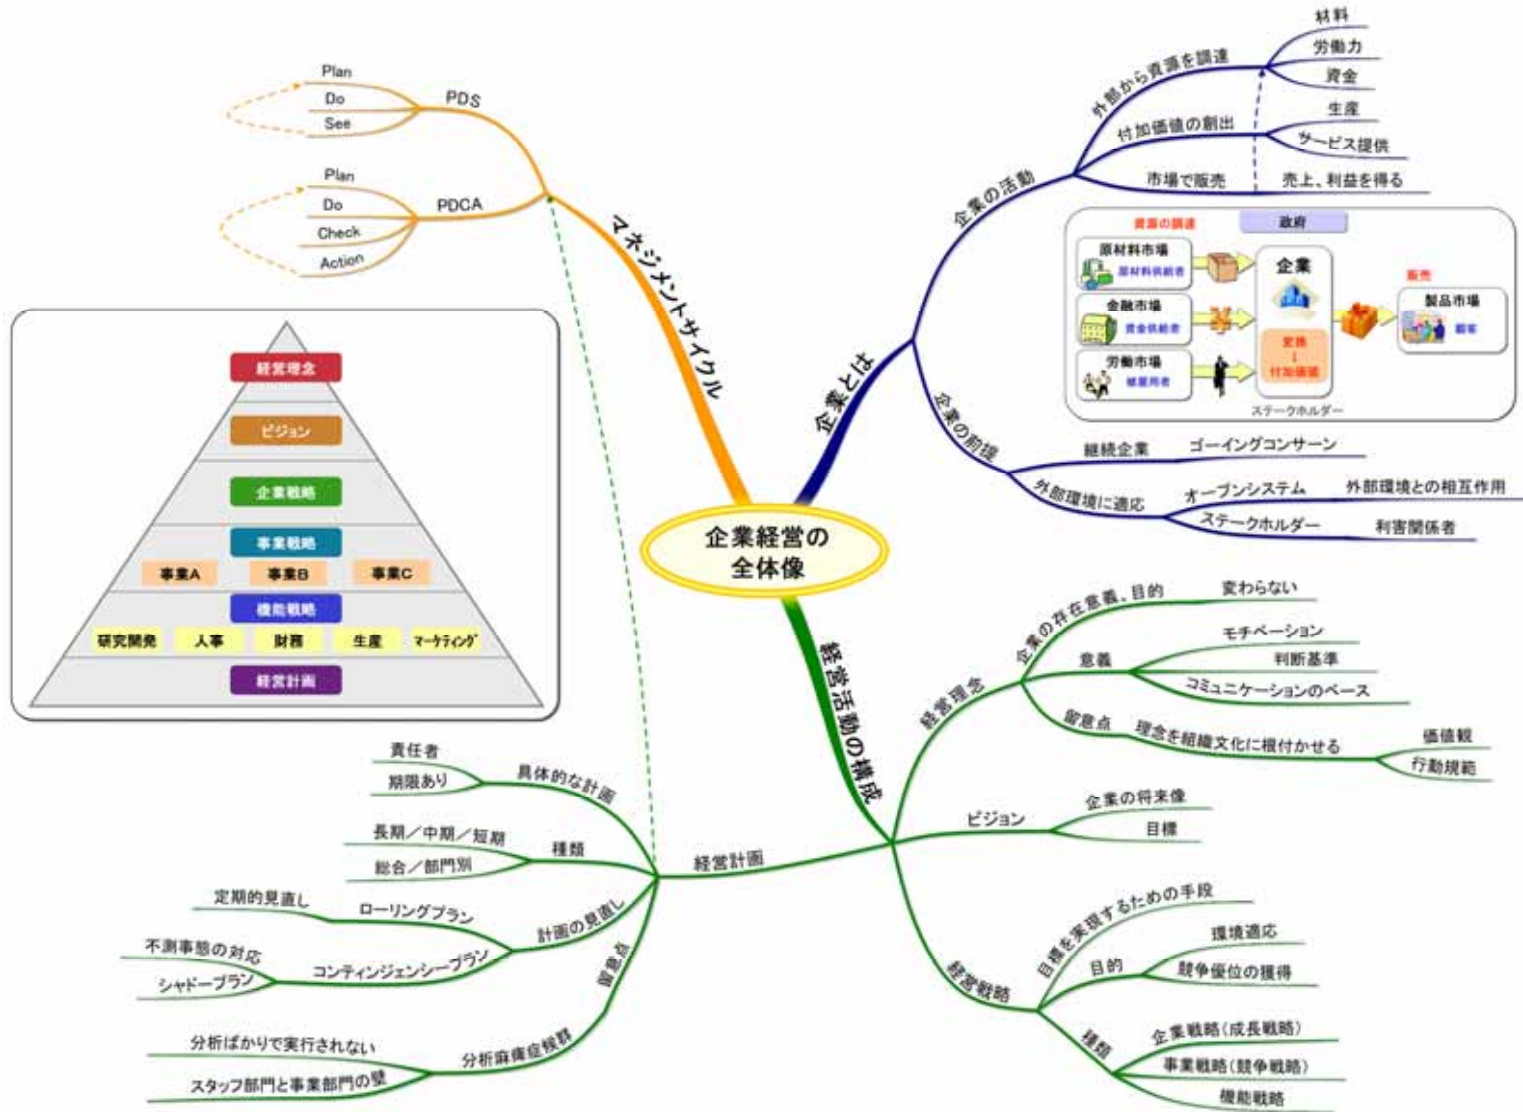 企業経営の
全体像
企業とは
企業の活動
外部から資源を調達
材料
労働力
資金
付加価値の創出
生産
サービス提供
市場で販売
売上、利益を得る
資源の調達
政府
原材料市場
原材料供給者
金融市場
資金供給者
労働市場
被雇用者
企業
変換
↓
付加価値
販売
製品市場
顧客
ステークホルダー
企業の前提
継続企業
ゴーイングコンサーン
外部環境に適応
オープンシステム
外部環境との相互作用
ステークホルダー
利害関係者
経営活動の構成
経営理念
企業の存在意義、目的
変わらない
意義
モチベーション
判断基準
コミュニケーションのベース
留意点
理念を組織文化に根付かせる
価値観
行動規範
ビジョン
企業の将来像
目標
経営戦略
目標を実現するための手段
目的
環境適応
競争優位の獲得
種類
企業戦略(成長戦略)
事業戦略(競争戦略)
機能戦略
経営計画
具体的な計画
責任者
期限あり
種類
長期/中期/短期
総合/部門別
計画の見直し
ローリングプラン
定期的見直し
コンティンジェンシープラン
不測事態の対応
シャドープラン
留意点
分析麻痺症候群
分析ばかりで実行されない
スタッフ部門と事業部門の壁
マネジメントサイクル
PDS
Plan
Do
See
PDCA
Plan
Do
Check
Action
経営理念
ビジョン
企業戦略
事業戦略
事業A 事業B 事業C
機能戦略
研究開発 人事 財務 生産 マーケティング
経営計画